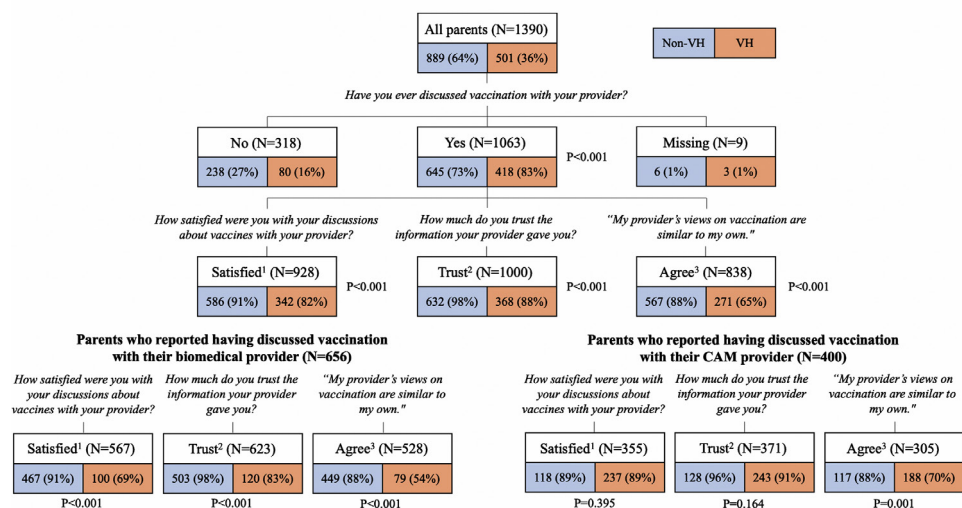 All parents (N=1390)
889 (64%) 501 (36%)
Non-VH VH
Have you ever discussed vaccination with your provider?
No (N=318)
238 (27%) 80 (16%)
Yes (N=1063)
645 (73%) 418 (83%)
P<0.001
Missing (N=9)
6 (1%) 3 (1%)
How satisfied were you with your discussions
about vaccines with your provider?
Satisfied¹ (N=928)
586 (91%) 342 (82%)
P<0.001
How much do you trust the
information your provider gave you?
Trust² (N=1000)
632 (98%) 368 (88%)
P<0.001
“My provider’s views on vaccination are
similar to my own.”
Agree³ (N=838)
567 (88%) 271 (65%)
P<0.001
Parents who reported having discussed vaccination
with their biomedical provider (N=656)
How satisfied were you with
your discussions about
vaccines with your provider?
Satisfied¹ (N=567)
467 (91%) 100 (69%)
P<0.001
How much do you trust the
information your provider
gave you?
Trust² (N=623)
503 (98%) 120 (83%)
P<0.001
"My provider's views on
vaccination are similar to
my own."
Agree³ (N=528)
449 (88%) 79 (54%)
P<0.001
Parents who reported having discussed vaccination
with their CAM provider (N=400)
How satisfied were you with
your discussions about
vaccines with your provider?
Satisfied¹ (N=355)
118 (89%) 237 (89%)
P=0.395
How much do you trust the
information your provider
gave you?
Trust² (N=371)
128 (96%) 243 (91%)
P=0.164
"My provider's views on
vaccination are similar to
my own."
Agree³ (N=305)
117 (88%) 188 (70%)
P=0.001